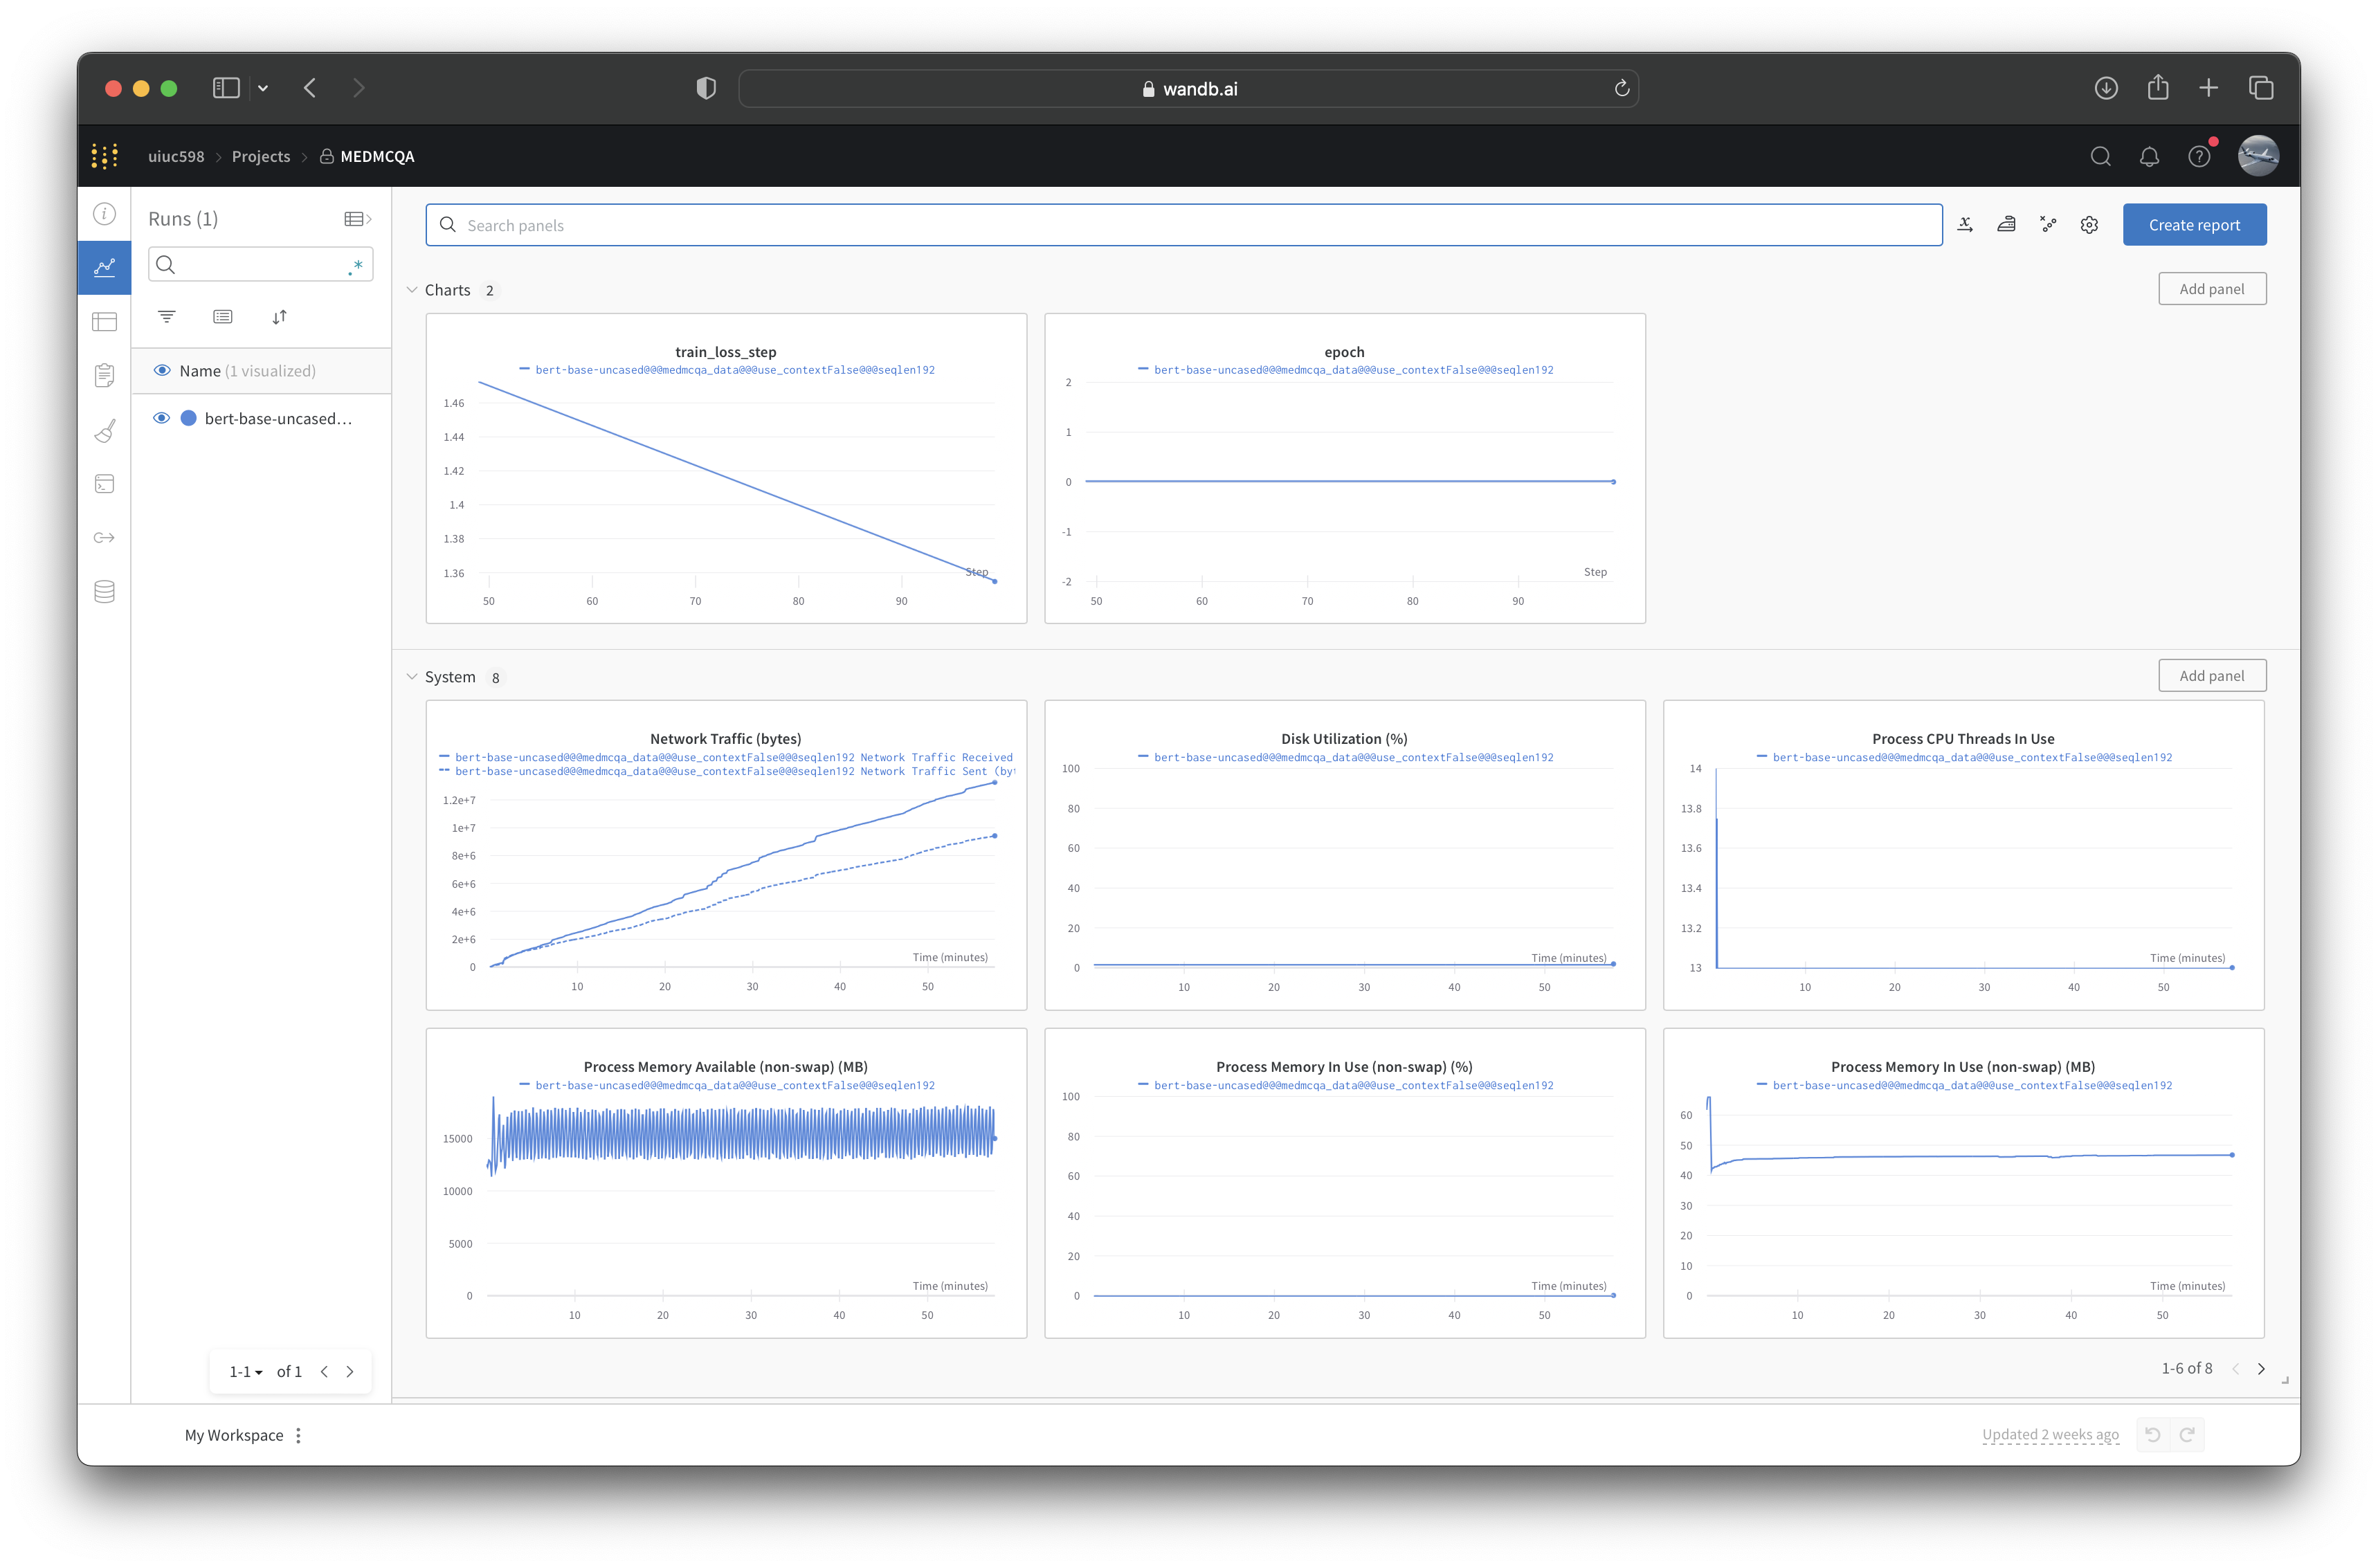 wandb.ai
uiuc598 > Projects > MEDMCQA
Runs (1)
.*
Name (1 visualized)
bert-base-uncased...
1-1 of 1
Search panels
Create report
Charts 2
Add panel
train_loss_step
bert-base-uncased@@@medmcqa_data@@@use_contextFalse@@@seqlen192
1.46
1.44
1.42
1.4
1.38
1.36
Step
50 60 70 80 90
epoch
bert-base-uncased@@@medmcqa_data@@@use_contextFalse@@@seqlen192
2
1
0
-1
-2
Step
50 60 70 80 90
System 8
Add panel
Network Traffic (bytes)
bert-base-uncased@@@medmcqa_data@@@use_contextFalse@@@seqlen192 Network Traffic Received
bert-base-uncased@@@medmcqa_data@@@use_contextFalse@@@seqlen192 Network Traffic Sent (byt
1.2e+7
1e+7
8e+6
6e+6
4e+6
2e+6
0
Time (minutes)
10 20 30 40 50
Disk Utilization (%)
bert-base-uncased@@@medmcqa_data@@@use_contextFalse@@@seqlen192
100
80
60
40
20
0
Time (minutes)
10 20 30 40 50
Process CPU Threads In Use
bert-base-uncased@@@medmcqa_data@@@use_contextFalse@@@seqlen192
14
13.8
13.6
13.4
13.2
13
Time (minutes)
10 20 30 40 50
Process Memory Available (non-swap) (MB)
bert-base-uncased@@@medmcqa_data@@@use_contextFalse@@@seqlen192
15000
10000
5000
0
Time (minutes)
10 20 30 40 50
Process Memory In Use (non-swap) (%)
bert-base-uncased@@@medmcqa_data@@@use_contextFalse@@@seqlen192
100
80
60
40
20
0
Time (minutes)
10 20 30 40 50
Process Memory In Use (non-swap) (MB)
bert-base-uncased@@@medmcqa_data@@@use_contextFalse@@@seqlen192
60
50
40
30
20
10
0
Time (minutes)
10 20 30 40 50
1-6 of 8
My Workspace
Updated 2 weeks ago